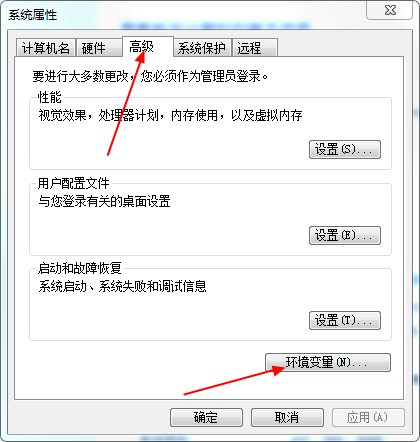 系统属性
计算机名 硬件 高级 系统保护 远程
要进行大多数更改，您必须作为管理员登录。
性能
视觉效果，处理器计划，内存使用，以及虚拟内存
设置(S)...
用户配置文件
与您登录有关的桌面设置
设置(E)...
启动和故障恢复
系统启动、系统失败和调试信息
设置(T)...
环境变量(N)...
确定 取消 应用(A)